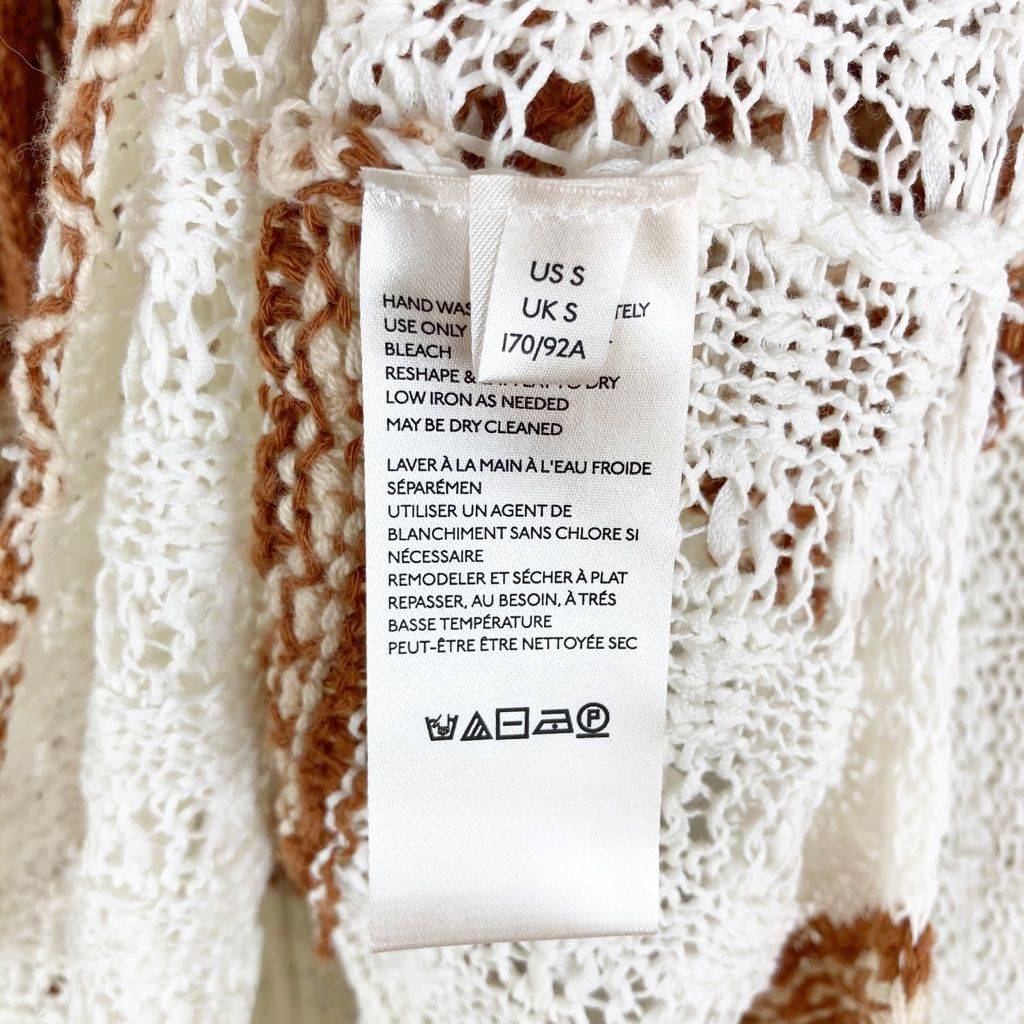 US S
UK S
170/92A
HAND WAS TELY
USE ONLY
BLEACH
RESHAPE & DRY
LOW IRON AS NEEDED
MAY BE DRY CLEANED
LAVER À LA MAIN À L'EAU FROIDE
SÉPARÉMEN
UTILISER UN AGENT DE
BLANCHIMENT SANS CHLORE SI
NÉCESSAIRE
REMODELER ET SÉCHER À PLAT
REPASSER, AU BESOIN, À TRÉS
BASSE TEMPÉRATURE
PEUT-ÊTRE ÊTRE NETTOYÉE SEC
P